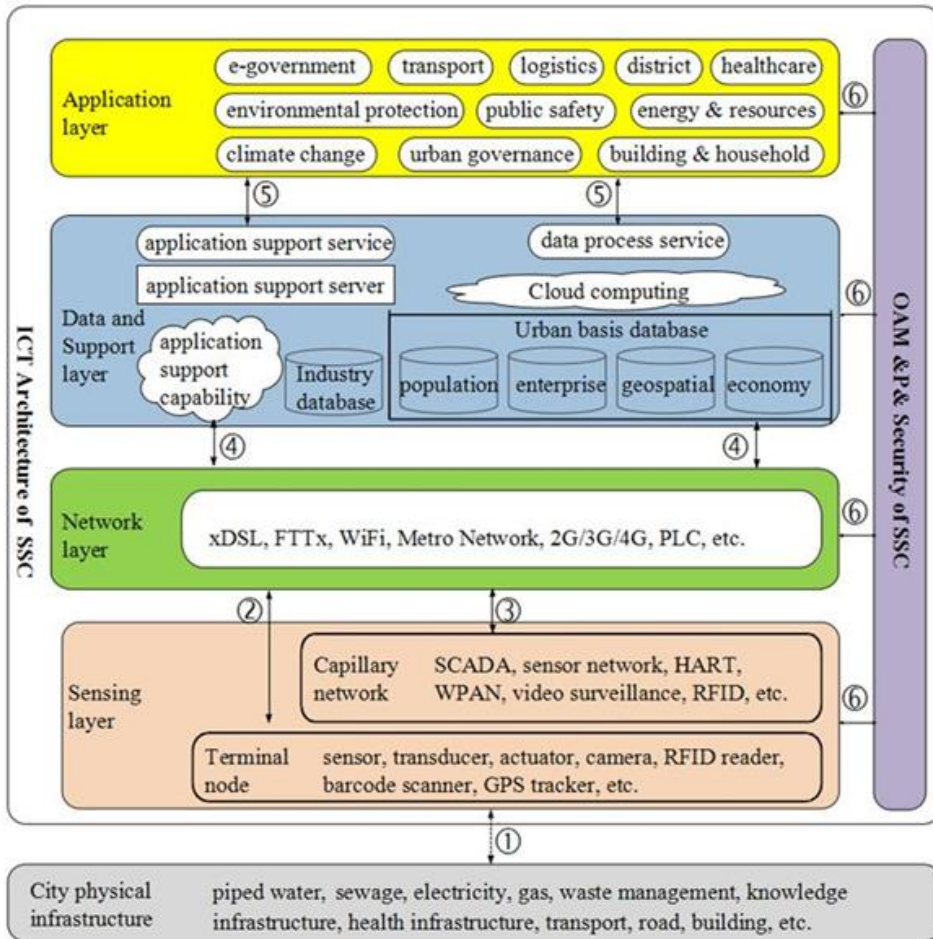 ICT Architecture of SSC
Application
layer
e-government
transport
logistics
district
healthcare
environmental protection
public safety
energy & resources
climate change
urban governance
building & household
⑥
⑤
⑤
Data and
Support
layer
application support service
data process service
application support server
Cloud computing
application
support
capability
Industry
database
Urban basis database
population
enterprise
geospatial
economy
⑥
④
④
Network
layer
xDSL, FTTx, WiFi, Metro Network, 2G/3G/4G, PLC, etc.
⑥
②
③
Sensing
layer
Capillary
network
SCADA, sensor network, HART,
WPAN, video surveillance, RFID, etc.
Terminal
node
sensor, transducer, actuator, camera, RFID reader,
barcode scanner, GPS tracker, etc.
⑥
OAM &P& Security of SSC
①
City physical
infrastructure
piped water, sewage, electricity, gas, waste management, knowledge
infrastructure, health infrastructure, transport, road, building, etc.